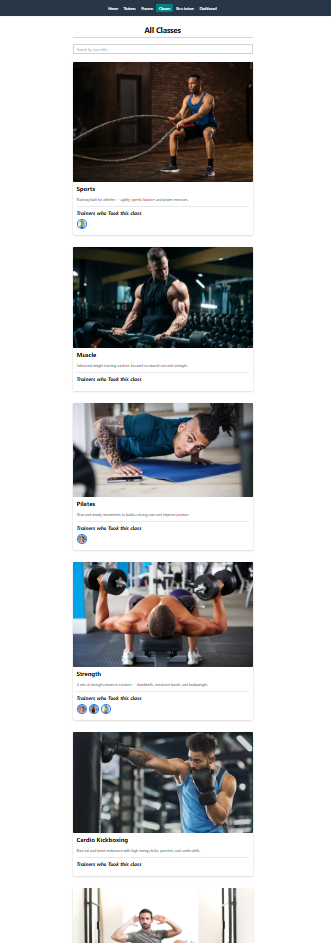 Home Trainers Forums Classes Dashboard
All Classes
Search by class title
Sports
Training built for athletes — agility, speed, balance, and power exercises.
Trainers who Took this class
Muscle
Advanced weight training routines focused on muscle size and strength.
Trainers who Took this class
Pilates
Slow and steady movements to build a strong core and improve posture.
Trainers who Took this class
Strength
A mix of strength resistance rotation — dumbbells, resistance bands, and bodyweight.
Trainers who Took this class
Cardio Kickboxing
Burn fat and boost endurance with high-energy kicks, punches, and cardio drills.
Trainers who Took this class